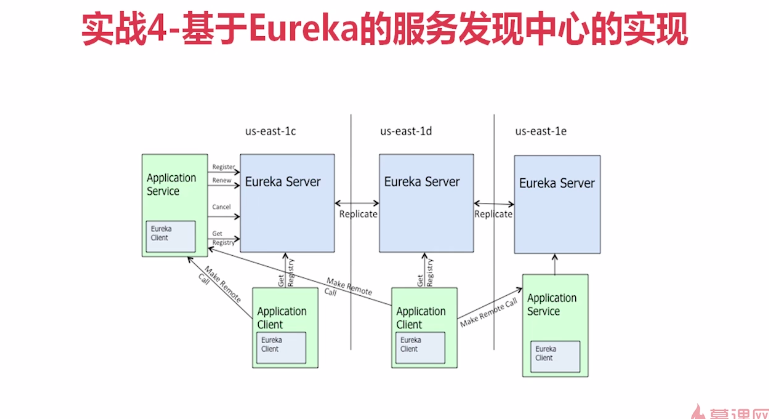 实战4-基于Eureka的服务发现中心的实现
us-east-1c
us-east-1d
us-east-1e
Application
Service
Eureka
Client
Register
Renew
Cancel
Get
Registry
Eureka Server
Replicate
Eureka Server
Replicate
Eureka Server
Make Remote
Call
Get
Registry
Make Remote
Call
Get
Registry
Make Remote Call
Application
Client
Eureka
Client
Application
Client
Eureka
Client
Application
Service
Eureka
Client
慕课网